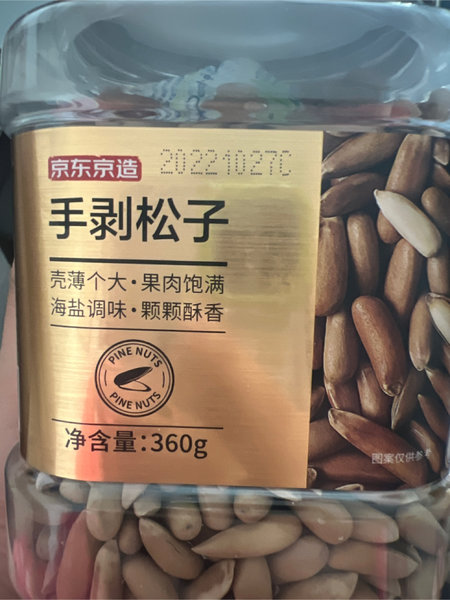 京东京造
20221027C
手剥松子
壳薄个大·果肉饱满
海盐调味·颗颗酥香
PINE NUTS
PINE NUTS
净含量:360g
图案仅供参考